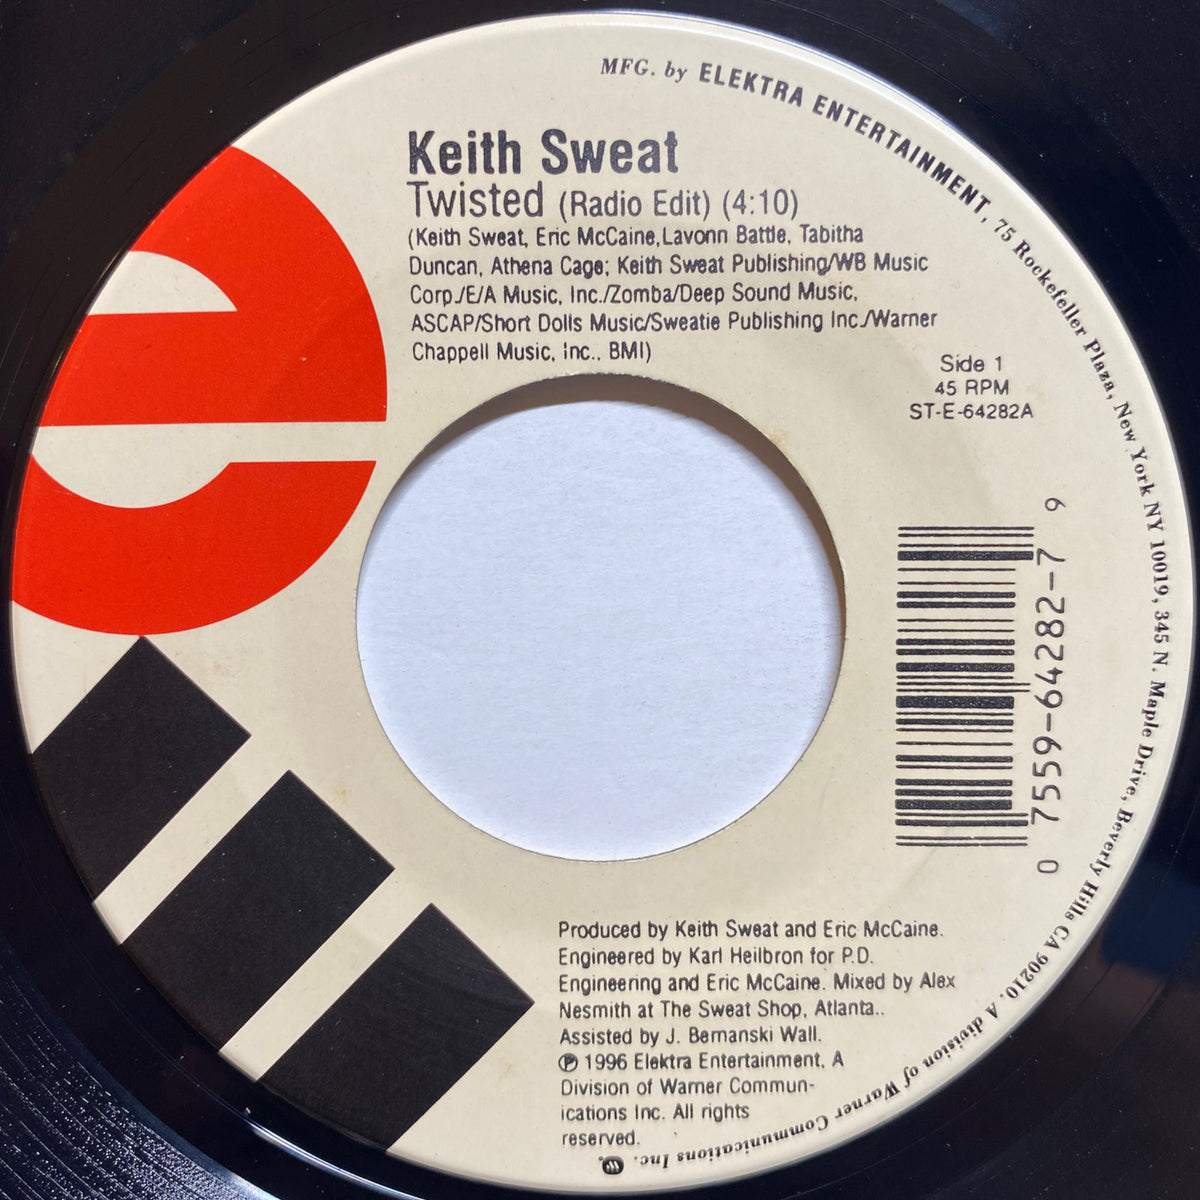 MFG. by ELEKTRA ENTERTAINMENT, 75 Rockefeller Plaza, New York NY 10019, 345 N. Maple Drive, Beverly Hills CA 90210. A division of Warner Communications Inc.
Keith Sweat
Twisted (Radio Edit) (4:10)
(Keith Sweat, Eric McCaine,Lavonn Battle, Tabitha
Duncan, Athena Cage; Keith Sweat Publishing/WB Music
Corp./E/A Music, Inc./Zomba/Deep Sound Music,
ASCAP/Short Dolls Music/Sweatie Publishing Inc./Warner
Chappell Music, Inc., BMI)
Side 1
45 RPM
ST-E-64282A
0 7559-64282-7 9
Produced by Keith Sweat and Eric McCaine.
Engineered by Karl Heilbron for P.D.
Engineering and Eric McCaine. Mixed by Alex
Nesmith at The Sweat Shop, Atlanta..
Assisted by J. Bernanski Wall.
℗ 1996 Elektra Entertainment, A
Division of Warner Commun-
ications Inc. All rights
reserved.
e